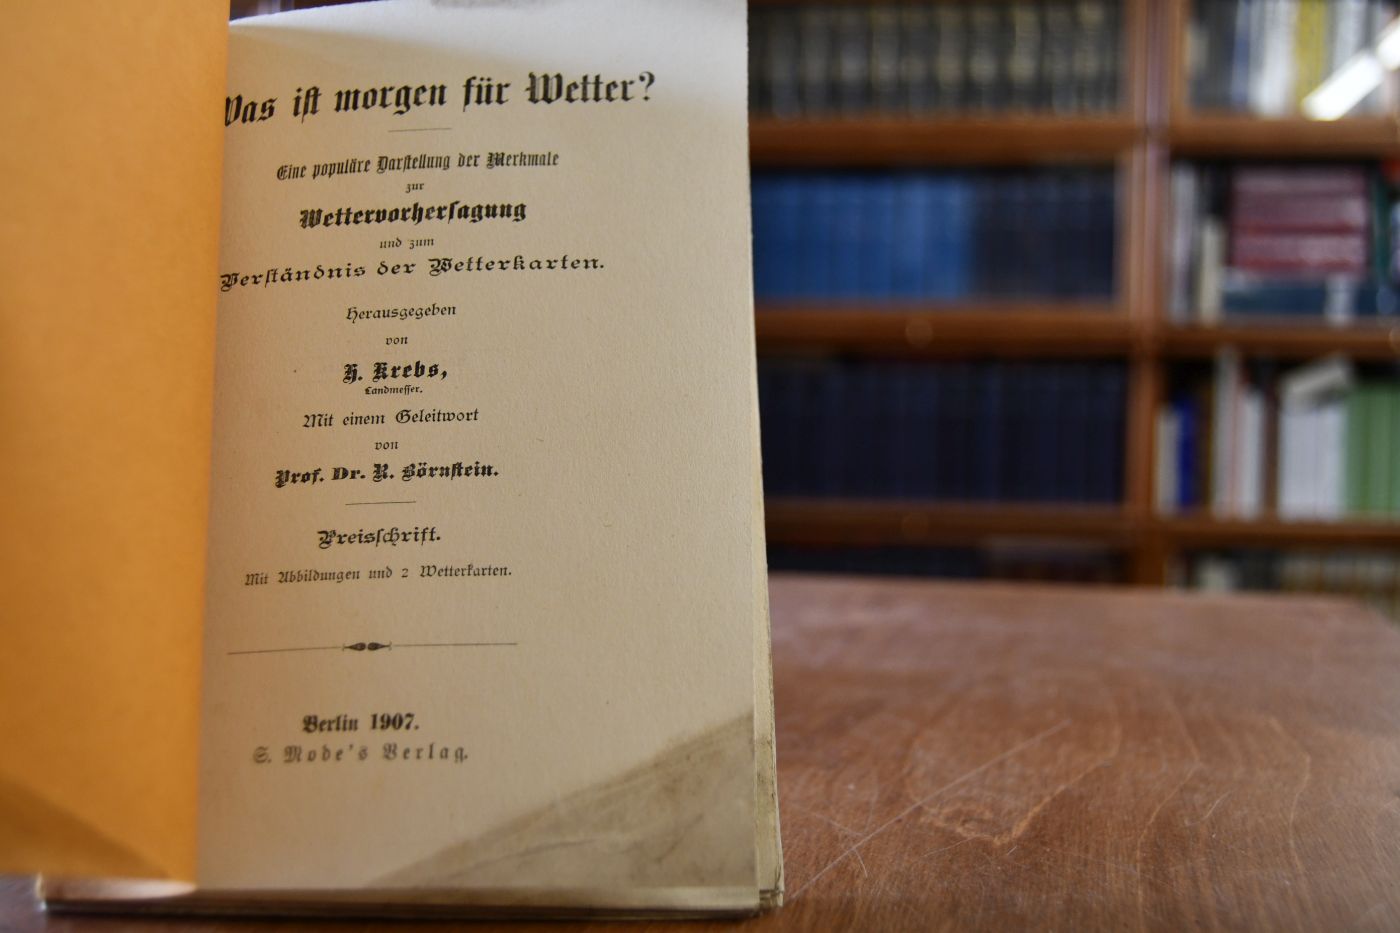 Was ist morgen für Wetter?
Eine populäre Darstellung der Merkmale
zur
Wettervorhersagung
und zum
Verständnis der Wetterkarten.
Herausgegeben
von
H. Krebs,
Landmesser.
Mit einem Geleitwort
von
Prof. Dr. R. Börnstein.
Preisschrift.
Mit Abbildungen und 2 Wetterkarten.
Berlin 1907.
S. Mode's Verlag.